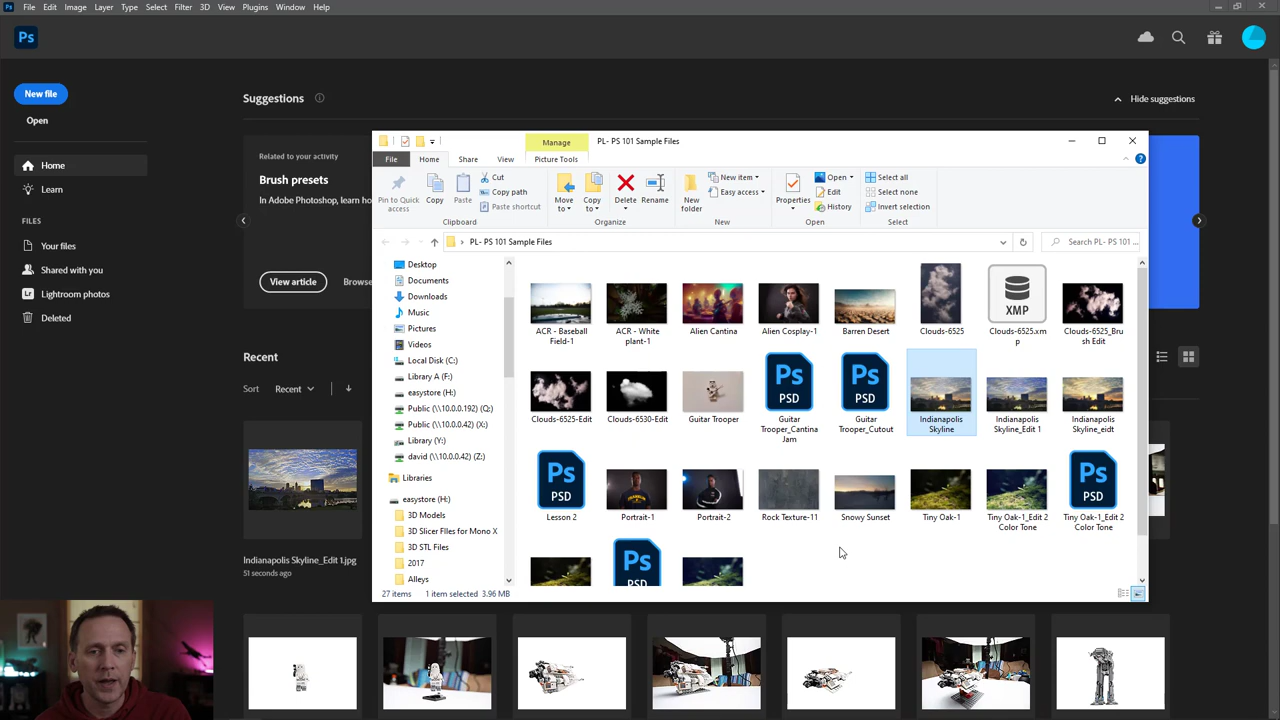 Ps File Edit Image Layer Type Select Filter 3D View Plugins Window Help
Ps
New file
Open
Home
Learn
FILES
Your files
Shared with you
Lightroom photos
Deleted
Suggestions
Hide suggestions
Related to your activity
Brush presets
In Adobe Photoshop, learn ho
View article
Browse
Recent
Sort Recent
Indianapolis Skyline_Edit 1.jpg
51 seconds ago
Manage
PL- PS 101 Sample Files
File Home Share View Picture Tools
Pin to Quick access
Copy
Paste
Cut
Copy path
Paste shortcut
Clipboard
Move to
Copy to
Delete
Rename
Organize
New folder
New item
Easy access
New
Properties
Open
Edit
History
Open
Select all
Select none
Invert selection
Select
PL- PS 101 Sample Files
Search PL- PS 101 ...
Desktop
Documents
Downloads
Music
Pictures
Videos
Local Disk (C:)
Library A (F:)
easystore (H:)
Public (\\10.0.0.192) (Q:)
Public (\\10.0.0.42) (X:)
Library (Y:)
david (\\10.0.0.42) (Z:)
Libraries
easystore (H:)
3D Models
3D Slicer FIles for Mono X
3D STL Files
2017
Alleys
ACR - Baseball
Field-1
ACR - White
plant-1
Alien Cantina
Alien Cosplay-1
Barren Desert
Clouds-6525
XMP
Clouds-6525.xm
p
Clouds-6525_Bru
sh Edit
Clouds-6525-Edit
Clouds-6530-Edit
Guitar Trooper
Ps
PSD
Guitar
Trooper_Cantina
Jam
Ps
PSD
Guitar
Trooper_Cutout
Indianapolis
Skyline
Indianapolis
Skyline_Edit 1
Indianapolis
Skyline_eidt
Ps
PSD
Lesson 2
Portrait-1
Portrait-2
Rock Texture-11
Snowy Sunset
Tiny Oak-1
Tiny Oak-1_Edit 2
Color Tone
Ps
PSD
Tiny Oak-1_Edit 2
Color Tone
Ps
PSD
27 items 1 item selected 3.96 MB